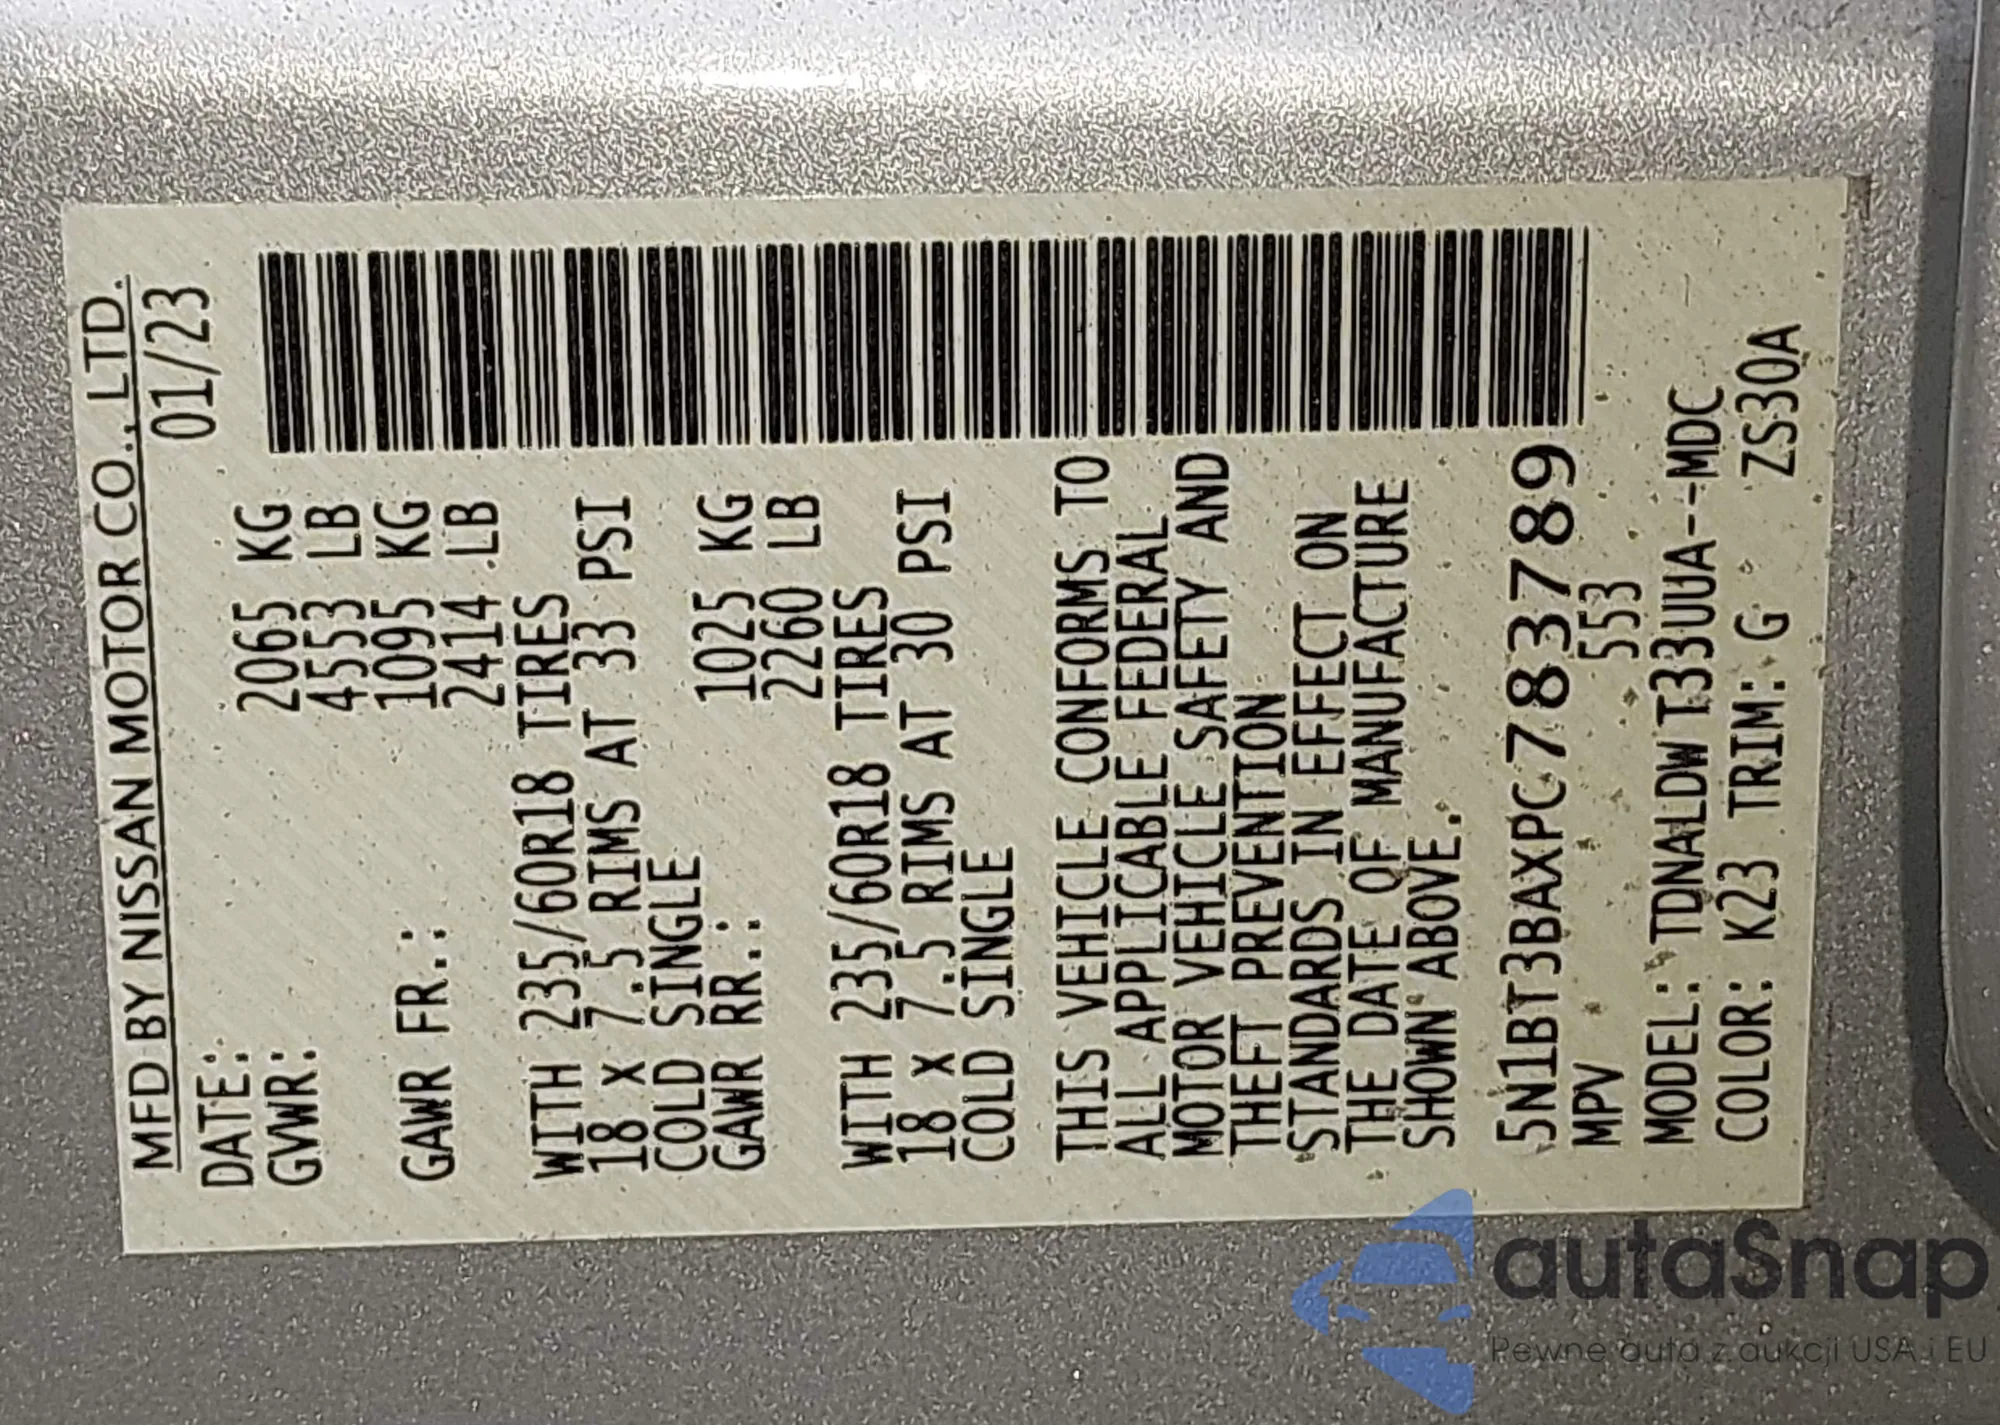 MFD BY NISSAN MOTOR CO., LTD.
DATE: 01/23
GVWR: 2065 KG
4553 LB
GAWR FR.: 1095 KG
2414 LB
WITH 235/60R18 TIRES
18 X 7.5 RIMS AT 33 PSI
COLD SINGLE
GAWR RR.: 1025 KG
2260 LB
WITH 235/60R18 TIRES
18 X 7.5 RIMS AT 30 PSI
COLD SINGLE
THIS VEHICLE CONFORMS TO
ALL APPLICABLE FEDERAL
MOTOR VEHICLE SAFETY AND
THEFT PREVENTION
STANDARDS IN EFFECT ON
THE DATE OF MANUFACTURE
SHOWN ABOVE.
5N1BT3BAXPC783789
MPV 553
MODEL: TDNALDW T33UUA--MDC
COLOR: K23 TRIM: G ZS30A
autaSnap
Pewne auta z aukcji USA i EU